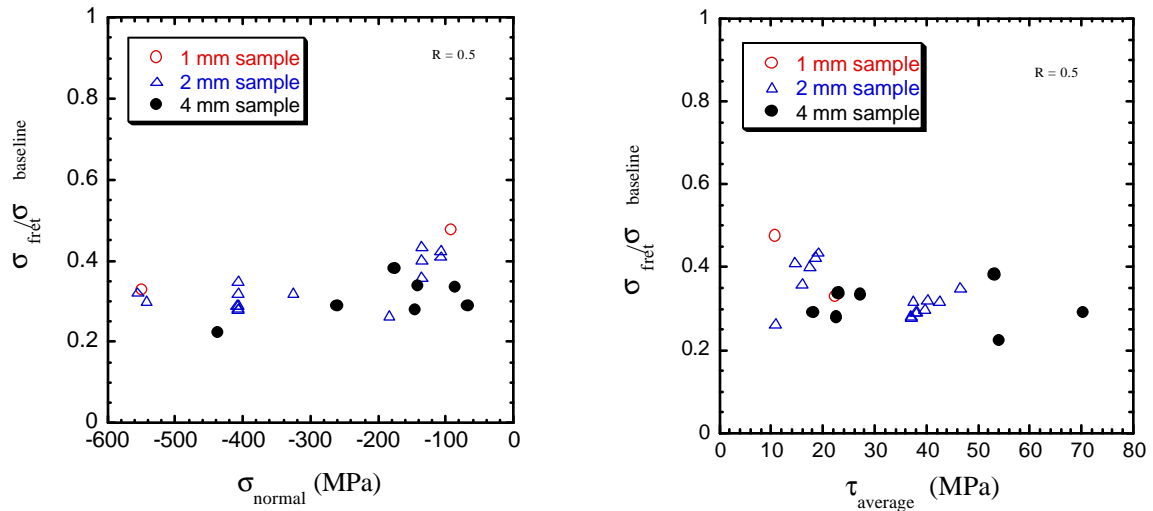 1
0.8
0.6
0.4
0.2
0
-600 -500 -400 -300 -200 -100 0
σ fret/σ baseline
σnormal (MPa)
1 mm sample
2 mm sample
4 mm sample
R = 0.5
1
0.8
0.6
0.4
0.2
0
0 10 20 30 40 50 60 70 80
σ fret/σ baseline
τaverage (MPa)
1 mm sample
2 mm sample
4 mm sample
R = 0.5